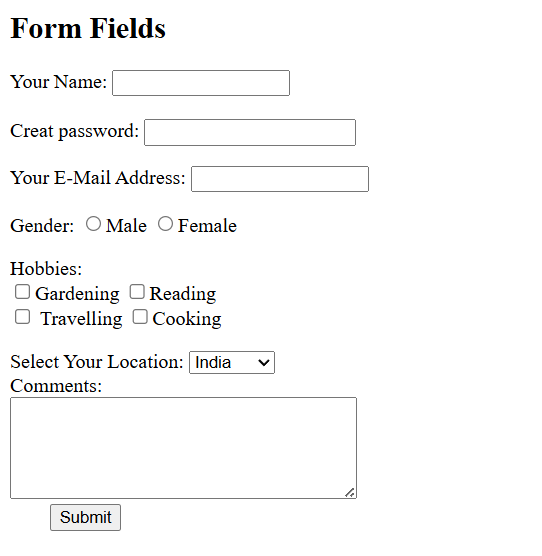 Form Fields
Your Name:
Creat password:
Your E-Mail Address:
Gender: Male Female
Hobbies:
Gardening Reading
Travelling Cooking
Select Your Location: India
Comments:
Submit